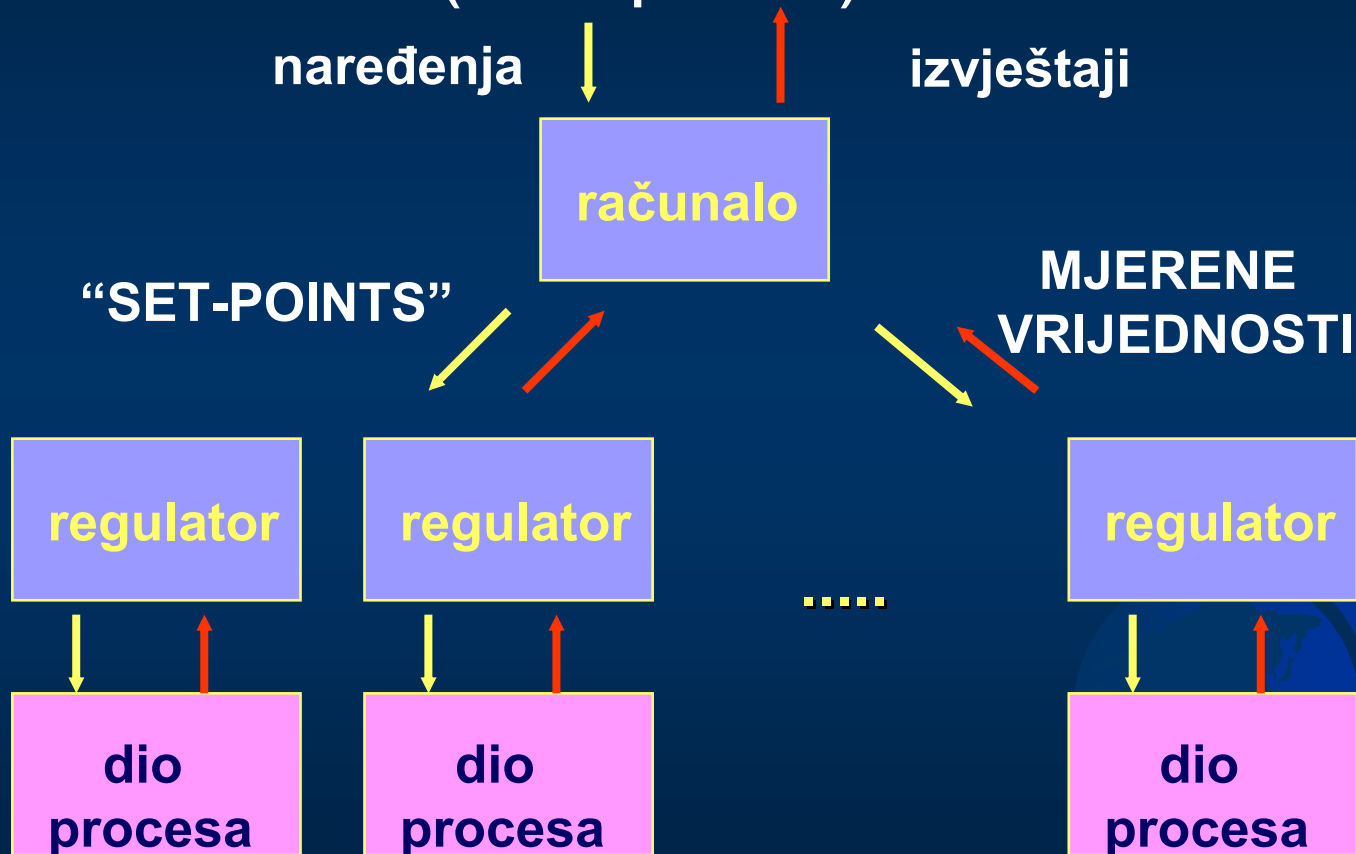 naređenja izvještaji
računalo
“SET-POINTS”
MJERENE
VRIJEDNOSTI
regulator regulator regulator
.....
dio dio dio
procesa procesa procesa